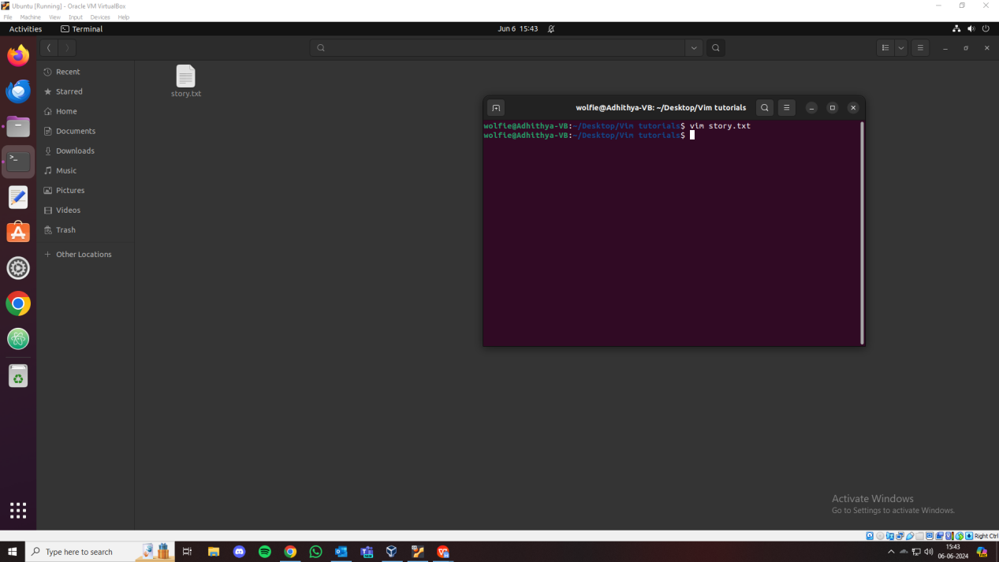 Ubuntu [Running] - Oracle VM VirtualBox
File Machine View Input Devices Help
Activities Terminal Jun 6 15:43
Recent
Starred
Home
Documents
Downloads
Music
Pictures
Videos
Trash
Other Locations
story.txt
wolfie@Adhithya-VB: ~/Desktop/Vim tutorials
wolfie@Adhithya-VB:~/Desktop/Vim tutorials$ vim story.txt
wolfie@Adhithya-VB:~/Desktop/Vim tutorials$
Activate Windows
Go to Settings to activate Windows.
Right Ctrl
Type here to search
15:43
06-06-2024